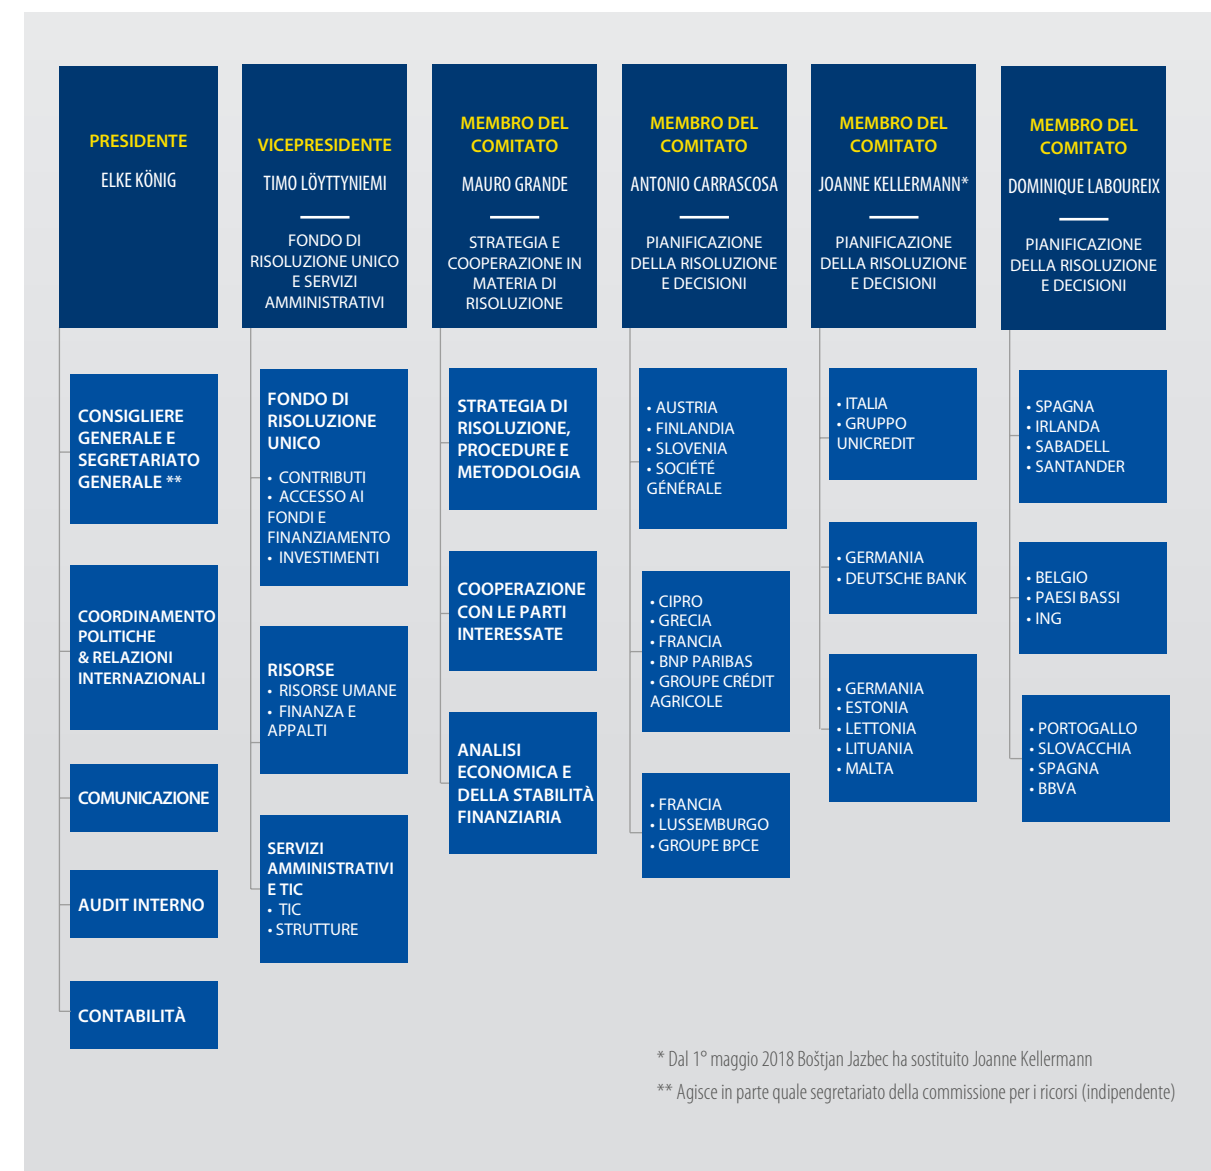 PRESIDENTE
ELKE KÖNIG
CONSIGLIERE
GENERALE E
SEGRETARIATO
GENERALE **
COORDINAMENTO
POLITICHE
& RELAZIONI
INTERNAZIONALI
COMUNICAZIONE
AUDIT INTERNO
CONTABILITÀ
VICEPRESIDENTE
TIMO LÖYTTYNIEMI
FONDO DI
RISOLUZIONE UNICO
E SERVIZI
AMMINISTRATIVI
FONDO DI
RISOLUZIONE
UNICO
• CONTRIBUTI
• ACCESSO AI
FONDI E
FINANZIAMENTO
• INVESTIMENTI
RISORSE
• RISORSE UMANE
• FINANZA E
APPALTI
SERVIZI
AMMINISTRATIVI
E TIC
• TIC
• STRUTTURE
MEMBRO DEL
COMITATO
MAURO GRANDE
STRATEGIA E
COOPERAZIONE IN
MATERIA DI
RISOLUZIONE
STRATEGIA DI
RISOLUZIONE,
PROCEDURE E
METODOLOGIA
COOPERAZIONE
CON LE PARTI
INTERESSATE
ANALISI
ECONOMICA E
DELLA STABILITÀ
FINANZIARIA
MEMBRO DEL
COMITATO
ANTONIO CARRASCOSA
PIANIFICAZIONE
DELLA RISOLUZIONE
E DECISIONI
• AUSTRIA
• FINLANDIA
• SLOVENIA
• SOCIÉTÉ
GÉNÉRALE
• CIPRO
• GRECIA
• FRANCIA
• BNP PARIBAS
• GROUPE CRÉDIT
AGRICOLE
• FRANCIA
• LUSSEMBURGO
• GROUPE BPCE
MEMBRO DEL
COMITATO
JOANNE KELLERMANN*
PIANIFICAZIONE
DELLA RISOLUZIONE
E DECISIONI
• ITALIA
• GRUPPO
UNICREDIT
• GERMANIA
• DEUTSCHE BANK
• GERMANIA
• ESTONIA
• LETTONIA
• LITUANIA
• MALTA
MEMBRO DEL
COMITATO
DOMINIQUE LABOUREIX
PIANIFICAZIONE
DELLA RISOLUZIONE
E DECISIONI
• SPAGNA
• IRLANDA
• SABADELL
• SANTANDER
• BELGIO
• PAESI BASSI
• ING
• PORTOGALLO
• SLOVACCHIA
• SPAGNA
• BBVA
* Dal 1° maggio 2018 Boštjan Jazbec ha sostituito Joanne Kellermann
** Agisce in parte quale segretariato della commissione per i ricorsi (indipendente)